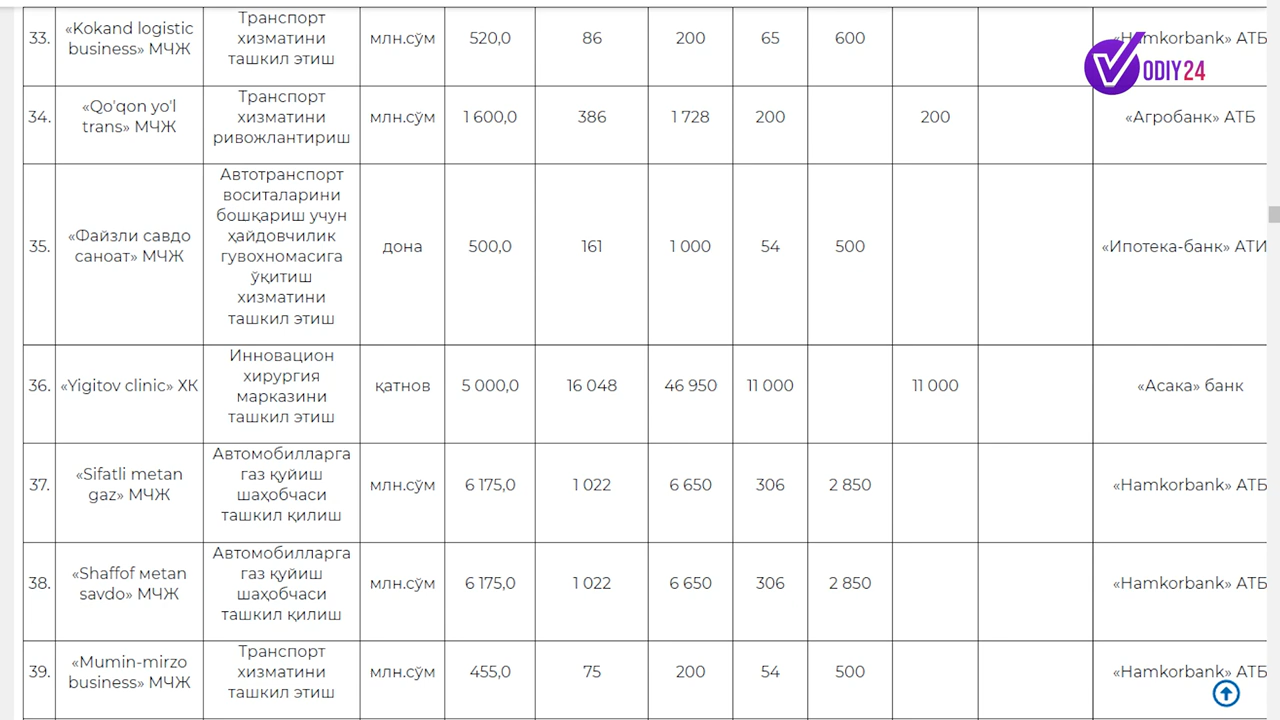 33. «Kokand logistic business» МЧЖ Транспорт хизматини ташкил этиш млн.сўм 520,0 86 200 65 600 «Hamkorbank» АТБ
ODIY24
34. «Qo'qon yo'l trans» МЧЖ Транспорт хизматини ривожлантириш млн.сўм 1 600,0 386 1 728 200 200 «Агробанк» АТБ
35. «Файзли савдо саноат» МЧЖ Автотранспорт воситаларини бошқариш учун ҳайдовчилик гувохномасига ўқитиш хизматини ташкил этиш дона 500,0 161 1 000 54 500 «Ипотека-банк» АТИ
36. «Yigitov clinic» ХК Инновацион хирургия марказини ташкил этиш қатнов 5 000,0 16 048 46 950 11 000 11 000 «Асака» банк
37. «Sifatli metan gaz» МЧЖ Автомобилларга газ қуйиш шаҳобчаси ташкил қилиш млн.сўм 6 175,0 1 022 6 650 306 2 850 «Hamkorbank» АТБ
38. «Shaffof мetan savdo» МЧЖ Автомобилларга газ қуйиш шаҳобчаси ташкил қилиш млн.сўм 6 175,0 1 022 6 650 306 2 850 «Hamkorbank» АТБ
39. «Mumin-mirzo business» МЧЖ Транспорт хизматини ташкил этиш млн.сўм 455,0 75 200 54 500 «Hamkorbank» АТБ